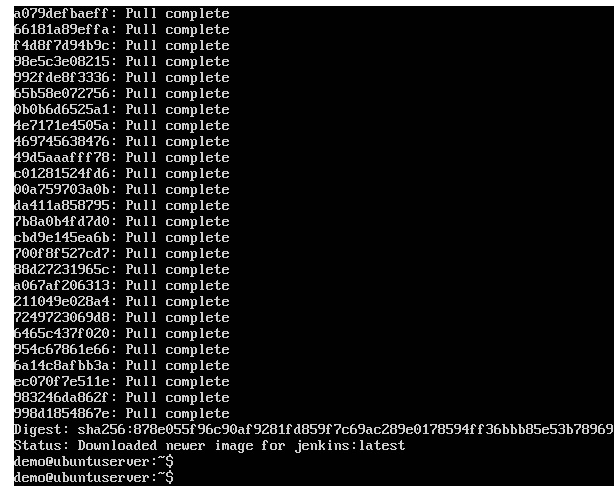 a079defbaeff: Pull complete
66181a89effa: Pull complete
f4d8f7d94b9c: Pull complete
98e5c3e08215: Pull complete
992fde8f3336: Pull complete
65b58e072756: Pull complete
0b0b6d6525a1: Pull complete
4e7171e4505a: Pull complete
469745638476: Pull complete
49d5aaafff78: Pull complete
c01281524fd6: Pull complete
00a759703a0b: Pull complete
da411a858795: Pull complete
7b8a0b4fd7d0: Pull complete
cbd9e145ea6b: Pull complete
700f8f527cd7: Pull complete
88d27231965c: Pull complete
a067af206313: Pull complete
211049e028a4: Pull complete
7249723069d8: Pull complete
6465c437f020: Pull complete
954c67861e66: Pull complete
6a14c8afbb3a: Pull complete
ec070f7e511e: Pull complete
983246da862f: Pull complete
998d1854867e: Pull complete
Digest: sha256:878e055f96c90af9281fd859f7c69ac289e0178594ff36bbb85e53b78969
Status: Downloaded newer image for jenkins:latest
demo@ubuntuserver:~$
demo@ubuntuserver:~$